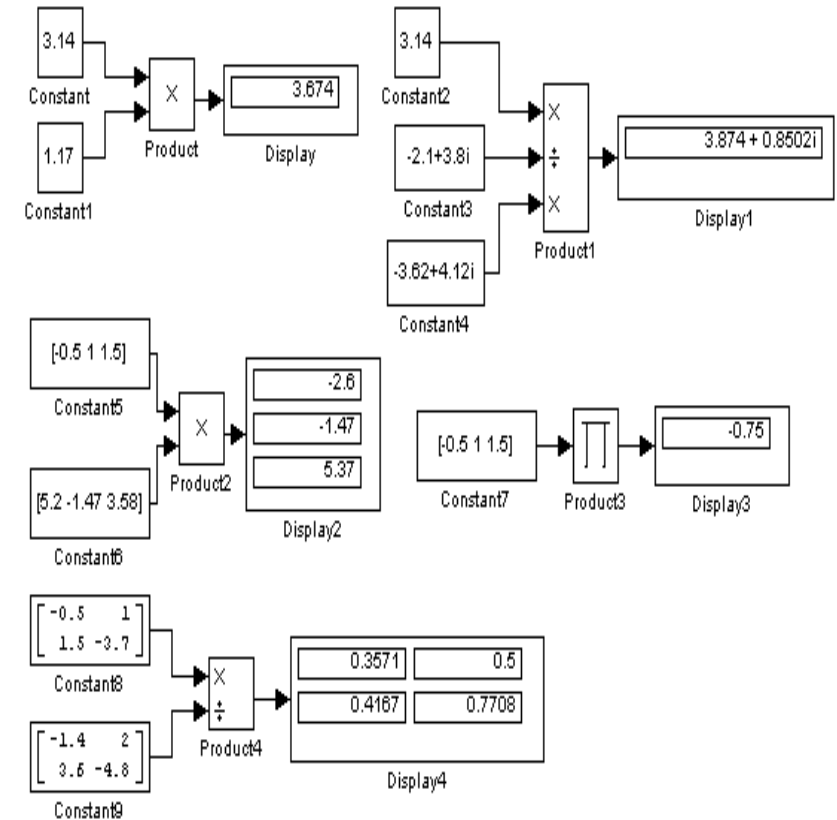 3.14
Constant
1.17
Constant1
×
Product
3.674
Display
3.14
Constant2
-2.1+3.8i
Constant3
-3.62+4.12i
Constant4
×
÷
×
Product1
3.874 + 0.8502i
Display1
[-0.5 1 1.5]
Constant5
[5.2 -1.47 3.58]
Constant6
×
Product2
-2.6
-1.47
5.37
Display2
[-0.5 1 1.5]
Constant7
∏
Product3
-0.75
Display3
-0.5 1
1.5 -3.7
Constant8
-1.4 2
3.6 -4.8
Constant9
×
÷
Product4
0.3571 0.5
0.4167 0.7708
Display4